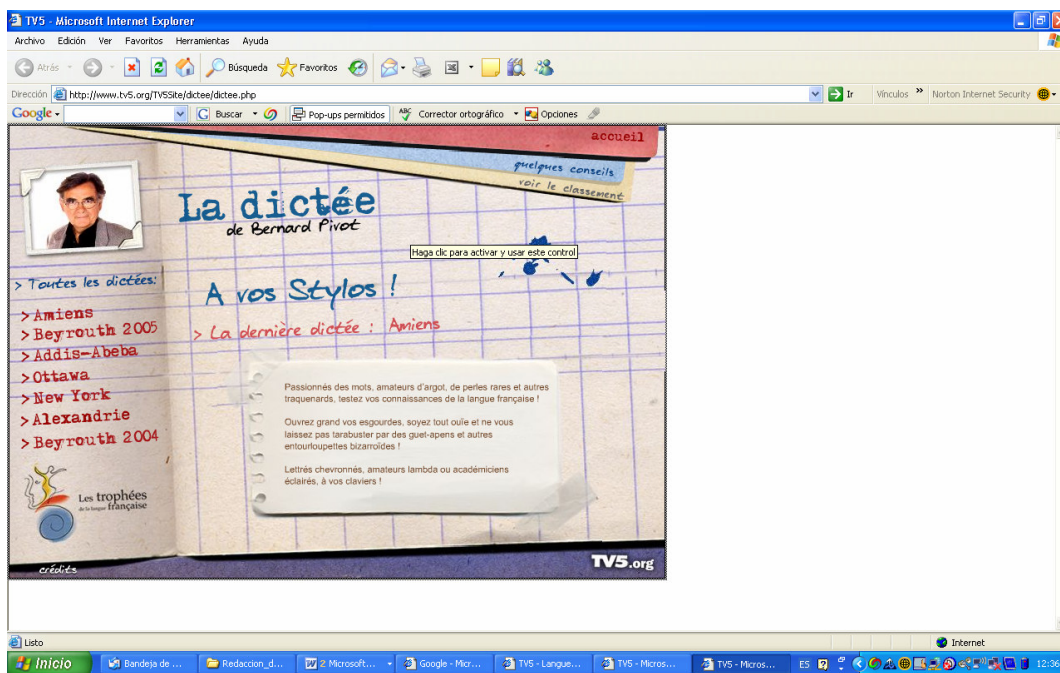 TV5 - Microsoft Internet Explorer
Archivo Edición Ver Favoritos Herramientas Ayuda
Atrás Búsqueda Favoritos
Dirección http://www.tv5.org/TV5Site/dictee/dictee.php Ir Vínculos » Norton Internet Security
Google Buscar Pop-ups permitidos ABC Corrector ortográfico Opciones
accueil
quelques conseils
voir le classement
La dictée
de Bernard Pivot
Haga clic para activar y usar este control
> Toutes les dictées:
> Amiens
> Beyrouth 2005
> Addis-Abeba
> Ottawa
> New York
> Alexandrie
> Beyrouth 2004
A vos Stylos !
> La dernière dictée : Amiens
Passionnés des mots, amateurs d'argot, de perles rares et autres
traquenards, testez vos connaissances de la langue française !
Ouvrez grand vos esgourdes, soyez tout ouïe et ne vous
laissez pas tarabuster par des guet-apens et autres
entourloupettes bizarroïdes !
Lettrés chevronnés, amateurs lambda ou académiciens
éclairés, à vos claviers !
Les trophées
de la langue française
crédits
TV5.org
Listo Internet
Inicio Bandeja de ... Redaccion_d... 2 Microsoft... Google - Micr... TV5 - Langue... TV5 - Micros... TV5 - Micros... ES 12:36